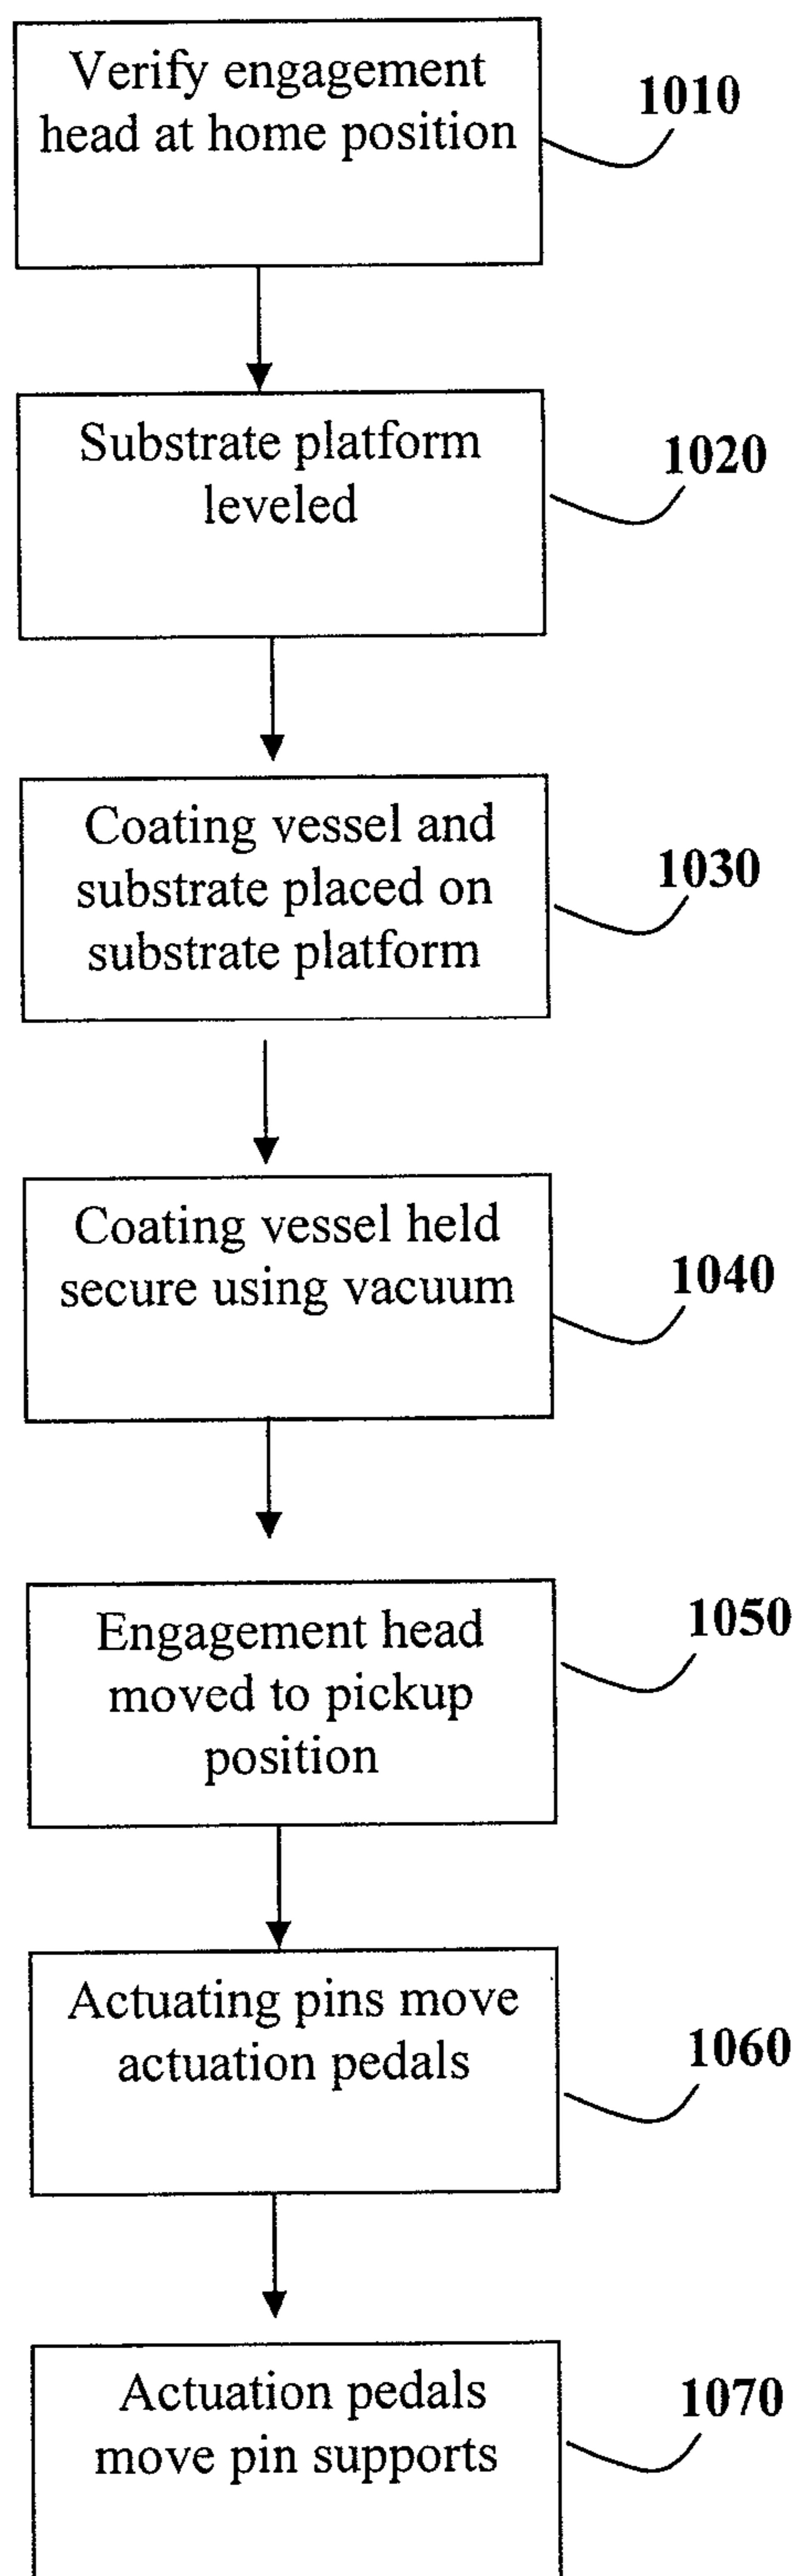 Verify engagement
head at home position
1010
Substrate platform
leveled
1020
Coating vessel and
substrate placed on
substrate platform
1030
Coating vessel held
secure using vacuum
1040
Engagement head
moved to pickup
position
1050
Actuating pins move
actuation pedals
1060
Actuation pedals
move pin supports
1070